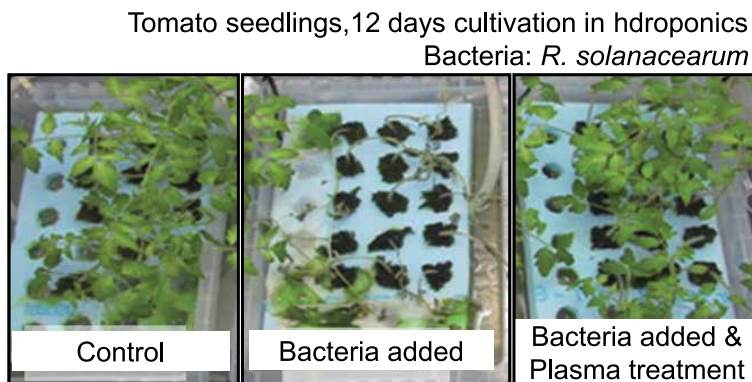 Tomato seedlings,12 days cultivation in hdroponics
Bacteria: R. solanacearum
Control
Bacteria added
Bacteria added &
Plasma treatment